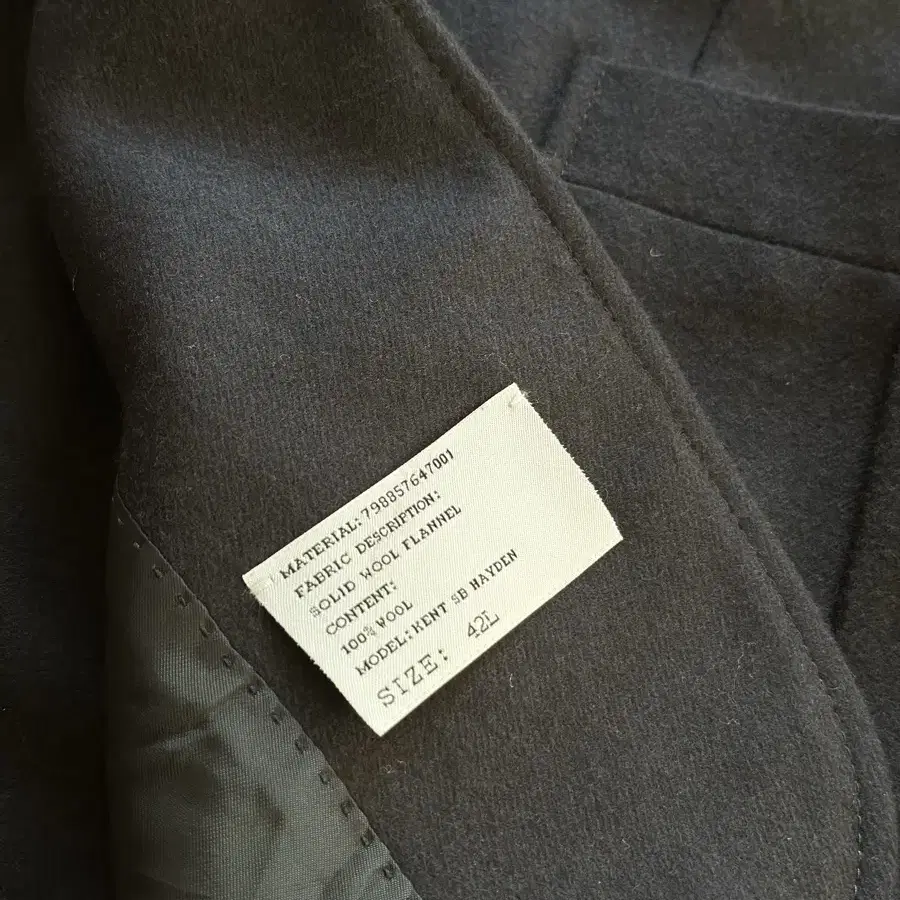 MATERIAL: 798857647001
FABRIC DESCRIPTION:
SOLID WOOL FLANNEL
CONTENT:
100% WOOL
MODEL: KENT SB HAYDEN
SIZE: 42L